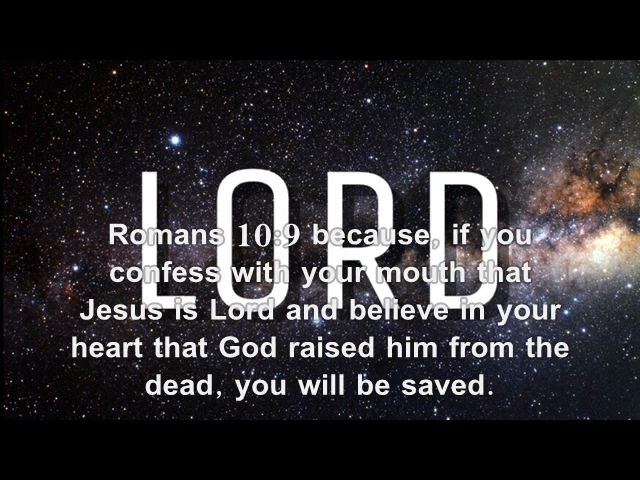 LORD
Romans 10:9 because, if you
confess with your mouth that
Jesus is Lord and believe in your
heart that God raised him from the
dead, you will be saved.